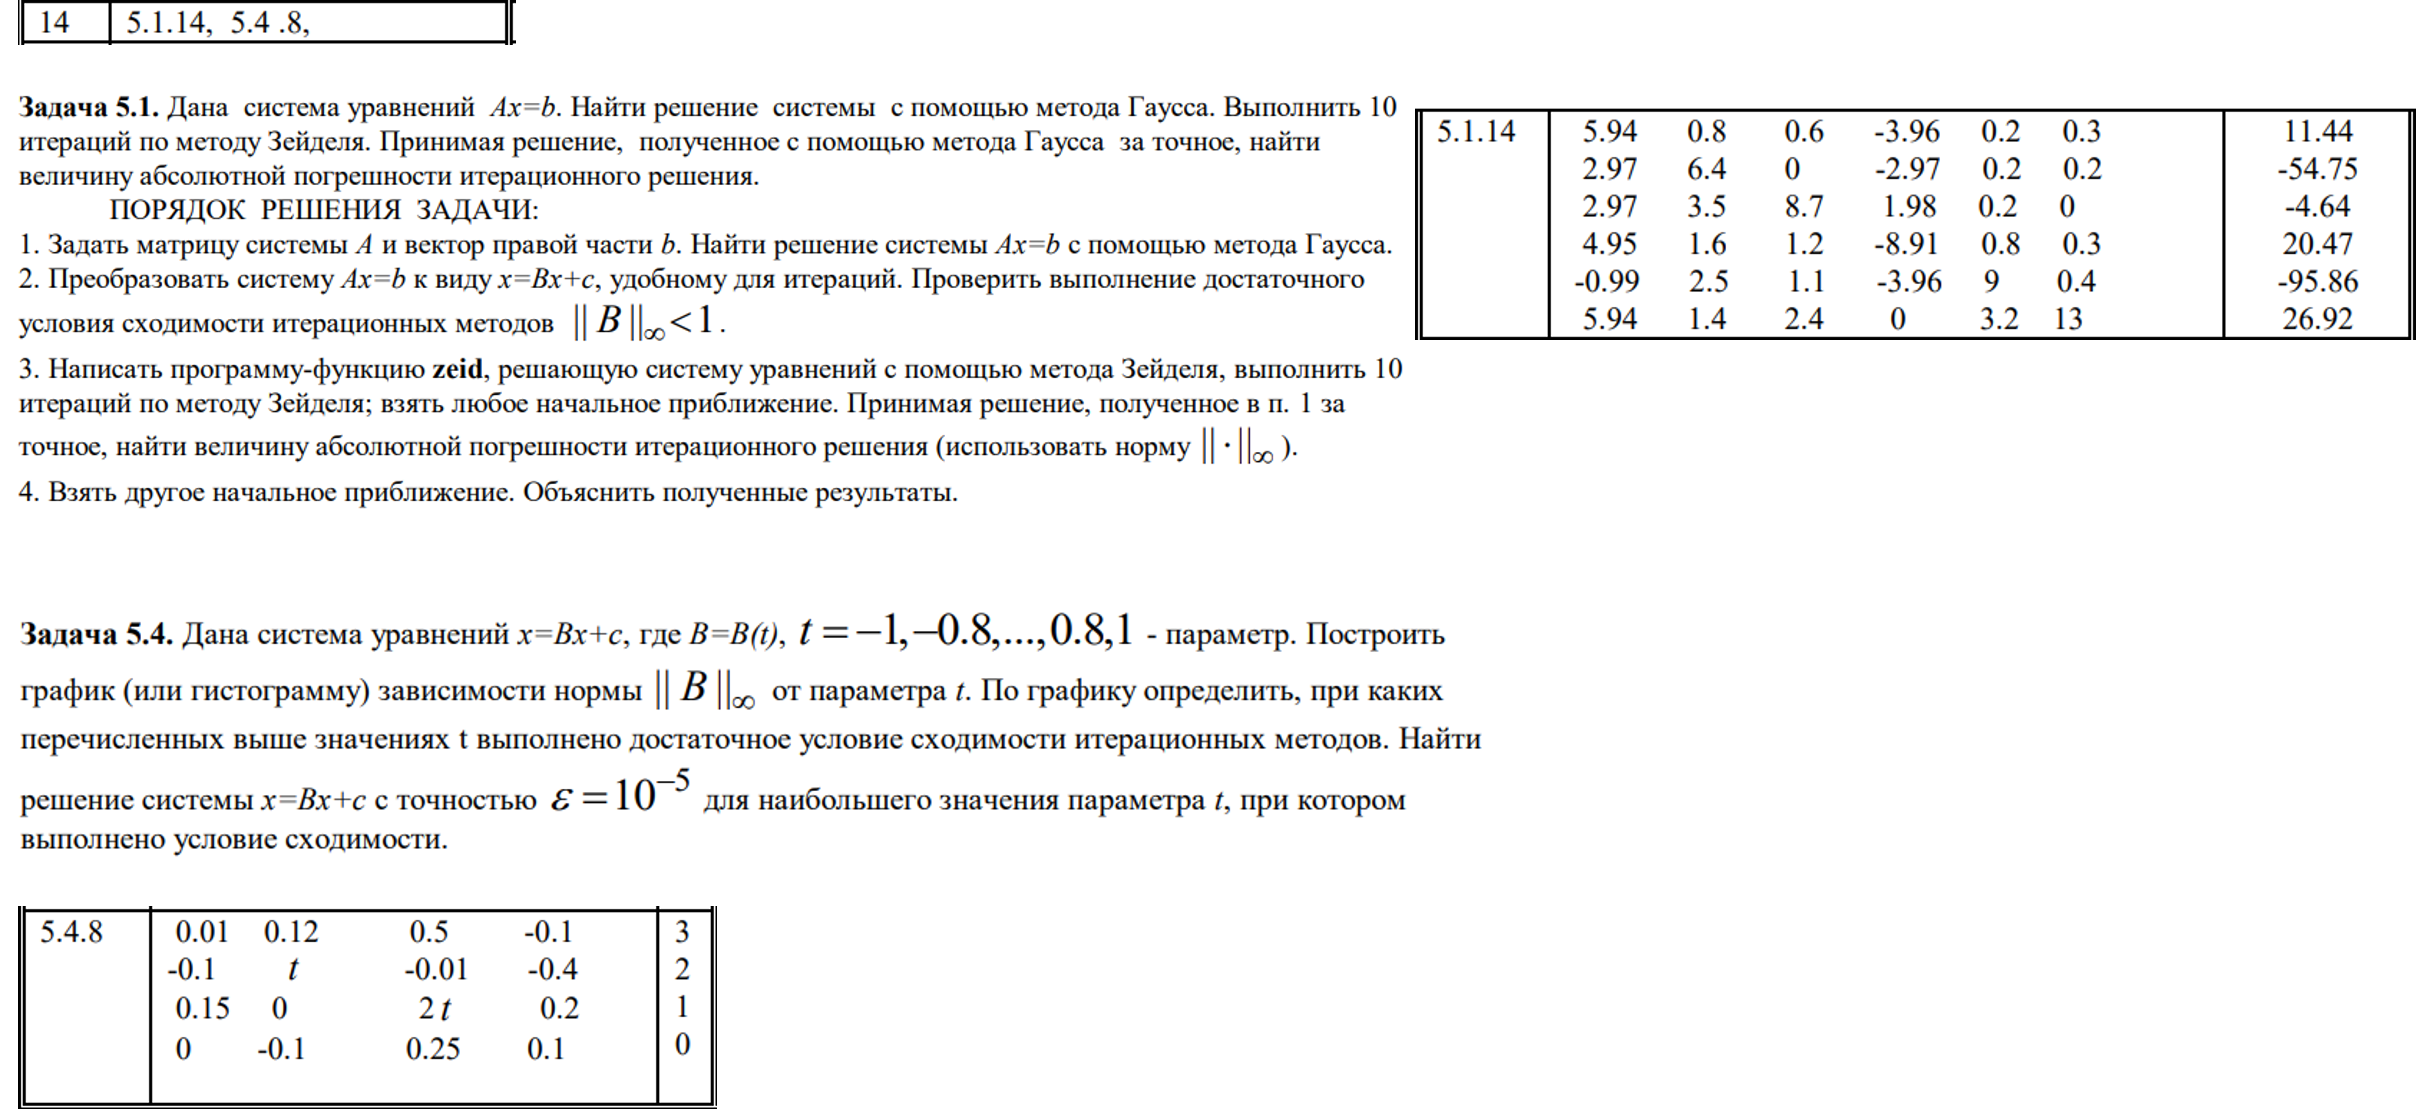 14 5.1.14, 5.4 .8,
Задача 5.1. Дана система уравнений Ax=b. Найти решение системы с помощью метода Гаусса. Выполнить 10
итераций по методу Зейделя. Принимая решение, полученное с помощью метода Гаусса за точное, найти
величину абсолютной погрешности итерационного решения.
ПОРЯДОК РЕШЕНИЯ ЗАДАЧИ:
1. Задать матрицу системы A и вектор правой части b. Найти решение системы Ax=b с помощью метода Гаусса.
2. Преобразовать систему Ax=b к виду x=Bx+c, удобному для итераций. Проверить выполнение достаточного
условия сходимости итерационных методов || B ||∞<1.
3. Написать программу-функцию zeid, решающую систему уравнений с помощью метода Зейделя, выполнить 10
итераций по методу Зейделя; взять любое начальное приближение. Принимая решение, полученное в п. 1 за
точное, найти величину абсолютной погрешности итерационного решения (использовать норму || · ||∞ ).
4. Взять другое начальное приближение. Объяснить полученные результаты.
5.1.14 5.94 0.8 0.6 -3.96 0.2 0.3 11.44
2.97 6.4 0 -2.97 0.2 0.2 -54.75
2.97 3.5 8.7 1.98 0.2 0 -4.64
4.95 1.6 1.2 -8.91 0.8 0.3 20.47
-0.99 2.5 1.1 -3.96 9 0.4 -95.86
5.94 1.4 2.4 0 3.2 13 26.92
Задача 5.4. Дана система уравнений x=Bx+c, где B=B(t), t = −1,−0.8,...,0.8,1 - параметр. Построить
график (или гистограмму) зависимости нормы || B ||∞ от параметра t. По графику определить, при каких
перечисленных выше значениях t выполнено достаточное условие сходимости итерационных методов. Найти
решение системы x=Bx+c с точностью ε = 10⁻⁵ для наибольшего значения параметра t, при котором
выполнено условие сходимости.
5.4.8 0.01 0.12 0.5 -0.1 3
-0.1 t -0.01 -0.4 2
0.15 0 2 t 0.2 1
0 -0.1 0.25 0.1 0